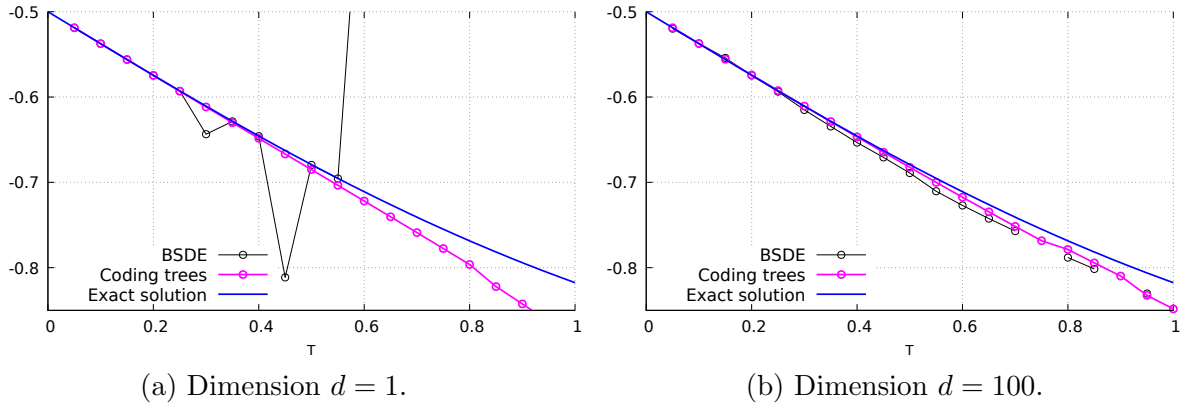 -0.5
-0.6
-0.7
-0.8
BSDE
Coding trees
Exact solution
0 0.2 0.4 0.6 0.8 1
T
(a) Dimension d = 1.
-0.5
-0.6
-0.7
-0.8
BSDE
Coding trees
Exact solution
0 0.2 0.4 0.6 0.8 1
T
(b) Dimension d = 100.